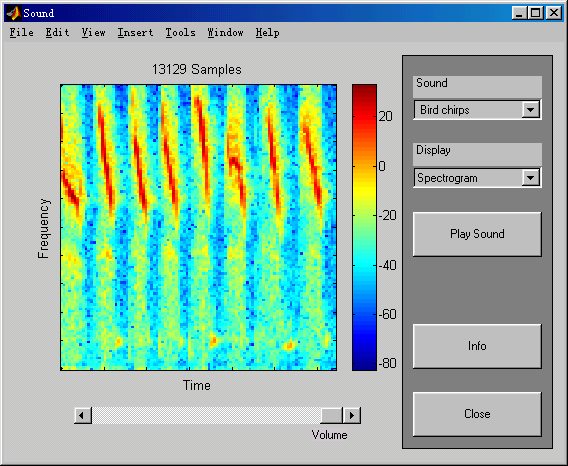 Sound
File Edit View Insert Tools Window Help
13129 Samples
20
0
-20
-40
-60
-80
Frequency
Time
Volume
Sound
Bird chirps
Display
Spectrogram
Play Sound
Info
Close